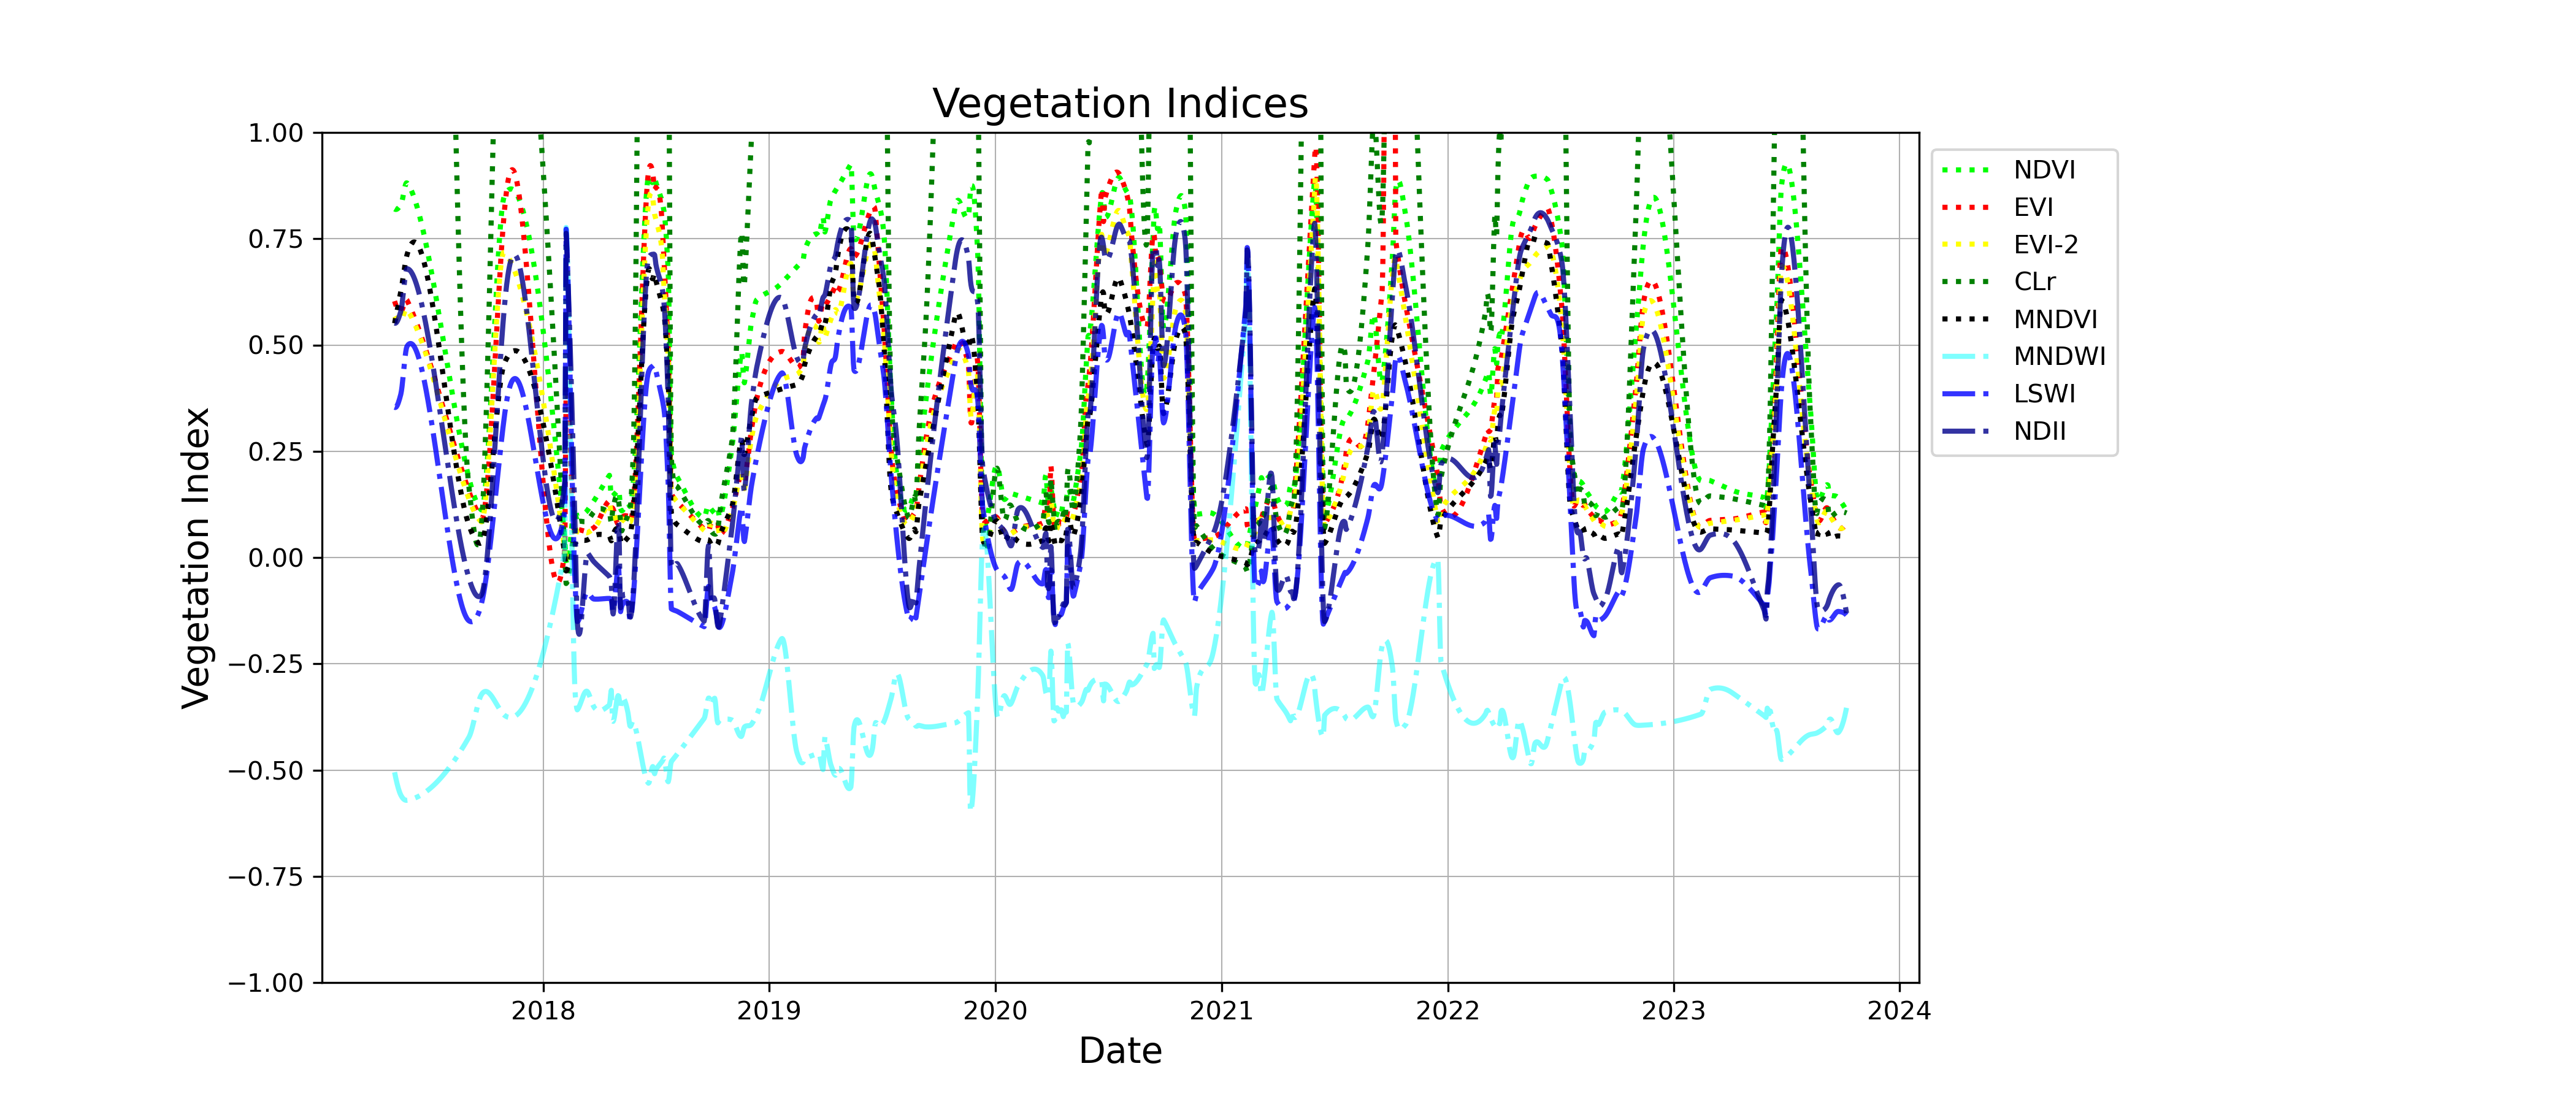 Vegetation Indices
1.00
0.75
0.50
0.25
0.00
−0.25
−0.50
−0.75
−1.00
Vegetation Index
2018 2019 2020 2021 2022 2023 2024
Date
NDVI
EVI
EVI-2
CLr
MNDVI
MNDWI
LSWI
NDII